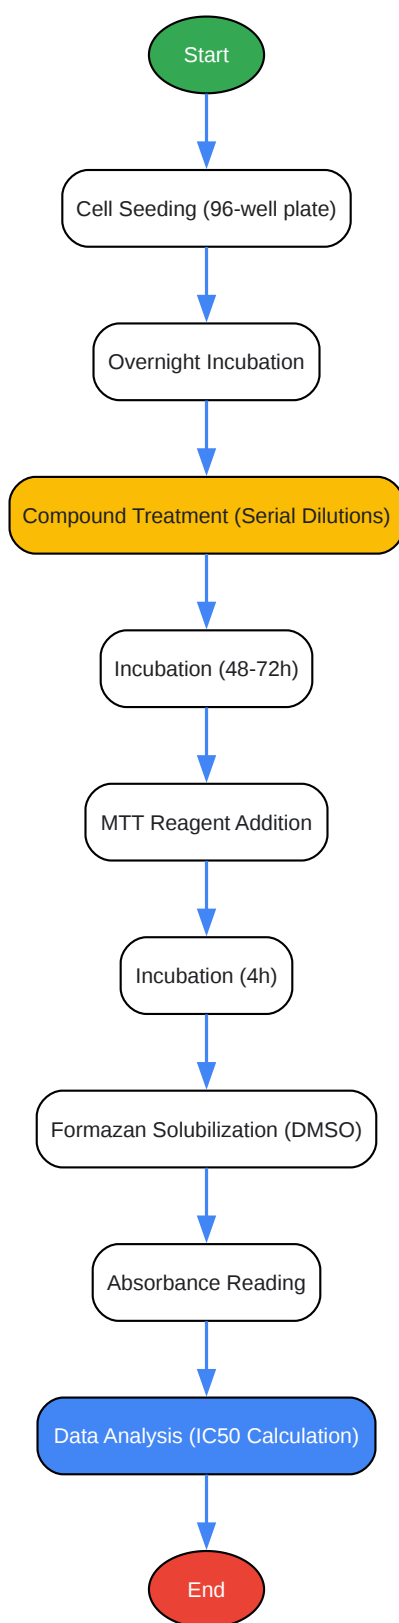 Start
Cell Seeding (96-well plate)
Overnight Incubation
Compound Treatment (Serial Dilutions)
Incubation (48-72h)
MTT Reagent Addition
Incubation (4h)
Formazan Solubilization (DMSO)
Absorbance Reading
Data Analysis (IC50 Calculation)
End